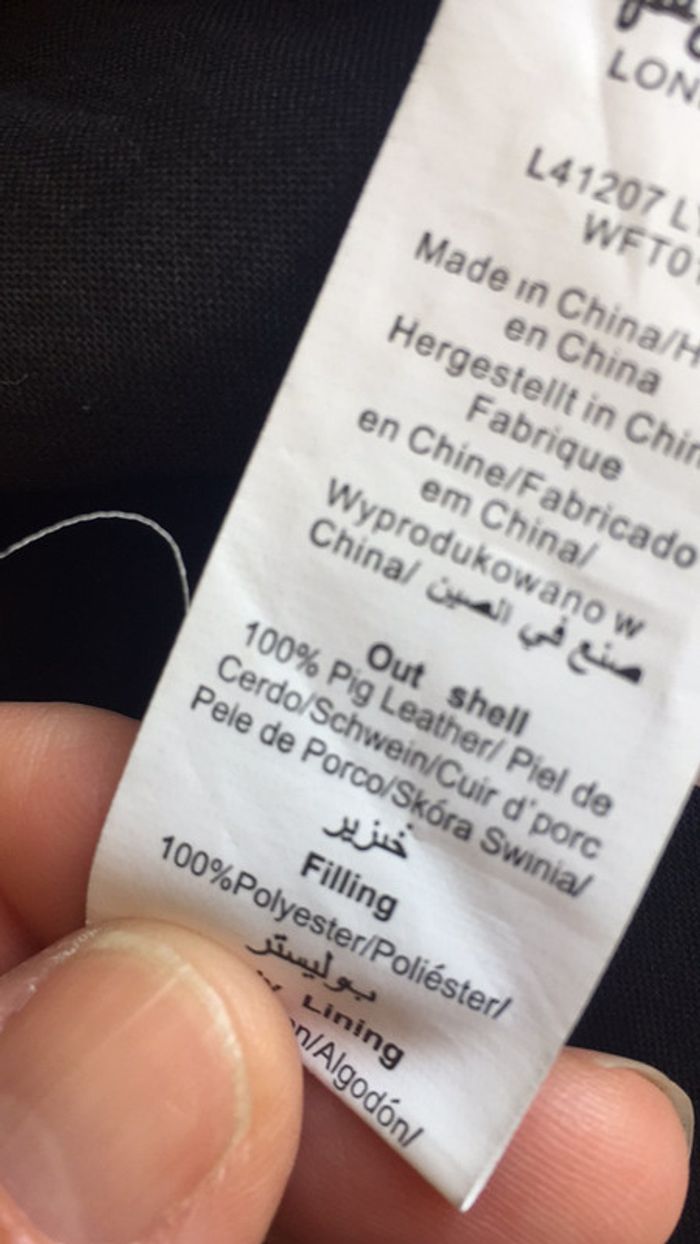 LON
L41207 L
WFT0
Made in China/H
en China
Hergestellt in Chin
Fabrique
en Chine/Fabricado
em China/
Wyprodukowano w
China/ صنع في الصين
Out shell
100% Pig Leather/ Piel de
Cerdo/Schwein/Cuir d'porc
Pele de Porco/Skóra Swinia/
خنزير
Filling
100%Polyester/Poliéster/
بوليستر
Lining
en/Algodón/